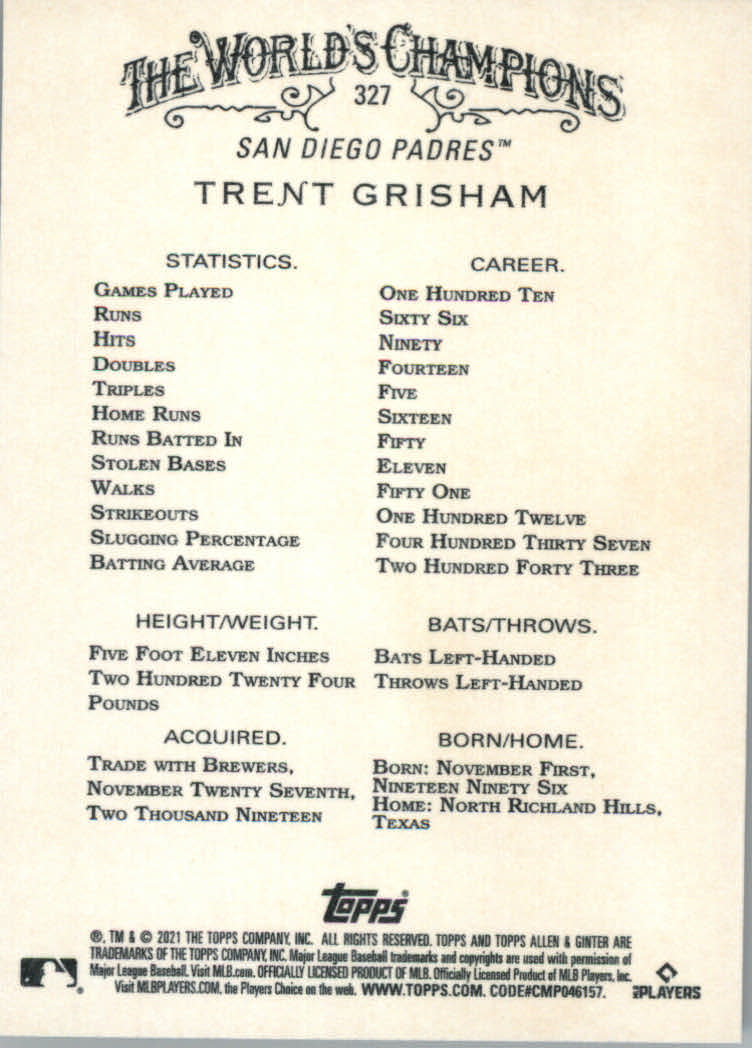 THE WORLD'S CHAMPIONS
327
SAN DIEGO PADRES™
TRENT GRISHAM
STATISTICS. CAREER.
GAMES PLAYED ONE HUNDRED TEN
RUNS SIXTY SIX
HITS NINETY
DOUBLES FOURTEEN
TRIPLES FIVE
HOME RUNS SIXTEEN
RUNS BATTED IN FIFTY
STOLEN BASES ELEVEN
WALKS FIFTY ONE
STRIKEOUTS ONE HUNDRED TWELVE
SLUGGING PERCENTAGE FOUR HUNDRED THIRTY SEVEN
BATTING AVERAGE TWO HUNDRED FORTY THREE
HEIGHT/WEIGHT.
FIVE FOOT ELEVEN INCHES
TWO HUNDRED TWENTY FOUR
POUNDS
BATS/THROWS.
BATS LEFT-HANDED
THROWS LEFT-HANDED
ACQUIRED.
TRADE WITH BREWERS,
NOVEMBER TWENTY SEVENTH,
TWO THOUSAND NINETEEN
BORN/HOME.
BORN: NOVEMBER FIRST,
NINETEEN NINETY SIX
HOME: NORTH RICHLAND HILLS,
TEXAS
Topps®
®, TM & © 2021 THE TOPPS COMPANY, INC. ALL RIGHTS RESERVED. TOPPS AND TOPPS ALLEN & GINTER ARE
TRADEMARKS OF THE TOPPS COMPANY, INC. Major League Baseball trademarks and copyrights are used with permission of
Major League Baseball. Visit MLB.com. OFFICIALLY LICENSED PRODUCT OF MLB. Officially Licensed Product of MLB Players, Inc.
Visit MLBPLAYERS.COM, the Players Choice on the web. WWW.TOPPS.COM. CODE#CMP046157.
PLAYERS